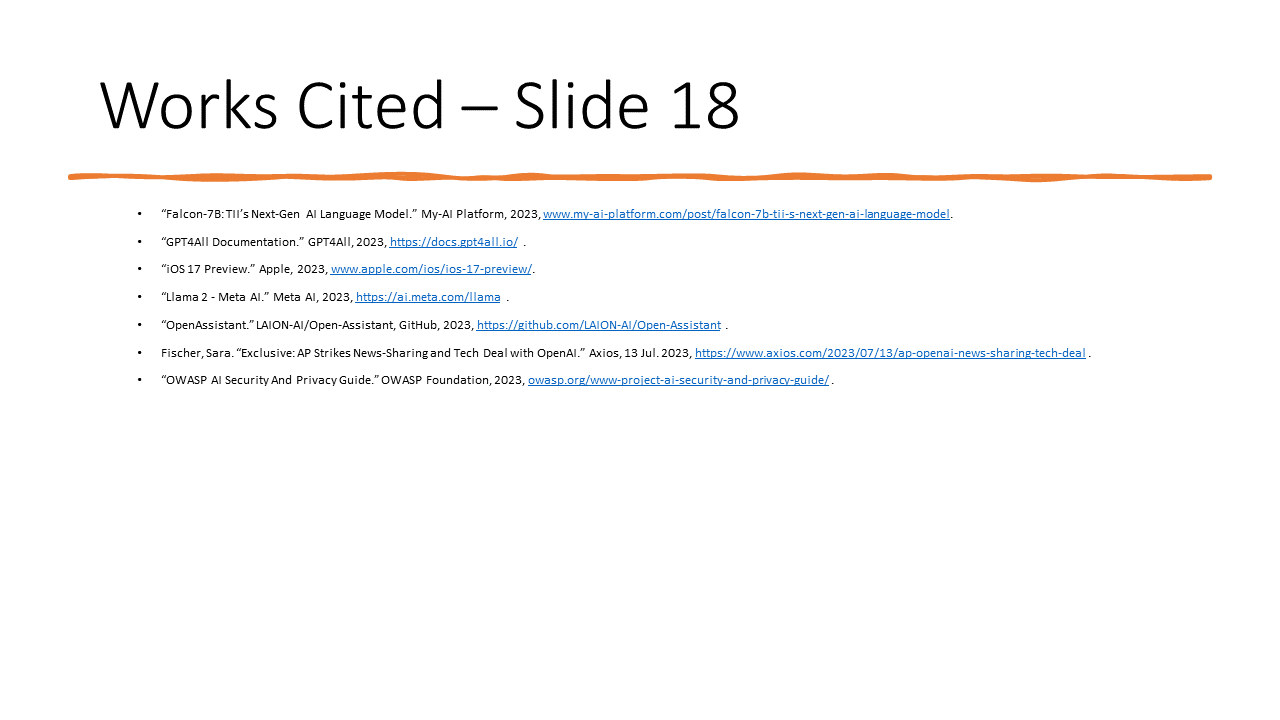 Works Cited – Slide 18
• “Falcon-7B: TII’s Next-Gen AI Language Model.” My-AI Platform, 2023, www.my-ai-platform.com/post/falcon-7b-tii-s-next-gen-ai-language-model.
• “GPT4All Documentation.” GPT4All, 2023, https://docs.gpt4all.io/ .
• “iOS 17 Preview.” Apple, 2023, www.apple.com/ios/ios-17-preview/.
• “Llama 2 - Meta AI.” Meta AI, 2023, https://ai.meta.com/llama .
• “OpenAssistant.” LAION-AI/Open-Assistant, GitHub, 2023, https://github.com/LAION-AI/Open-Assistant .
• Fischer, Sara. “Exclusive: AP Strikes News-Sharing and Tech Deal with OpenAI.” Axios, 13 Jul. 2023, https://www.axios.com/2023/07/13/ap-openai-news-sharing-tech-deal .
• “OWASP AI Security And Privacy Guide.” OWASP Foundation, 2023, owasp.org/www-project-ai-security-and-privacy-guide/ .